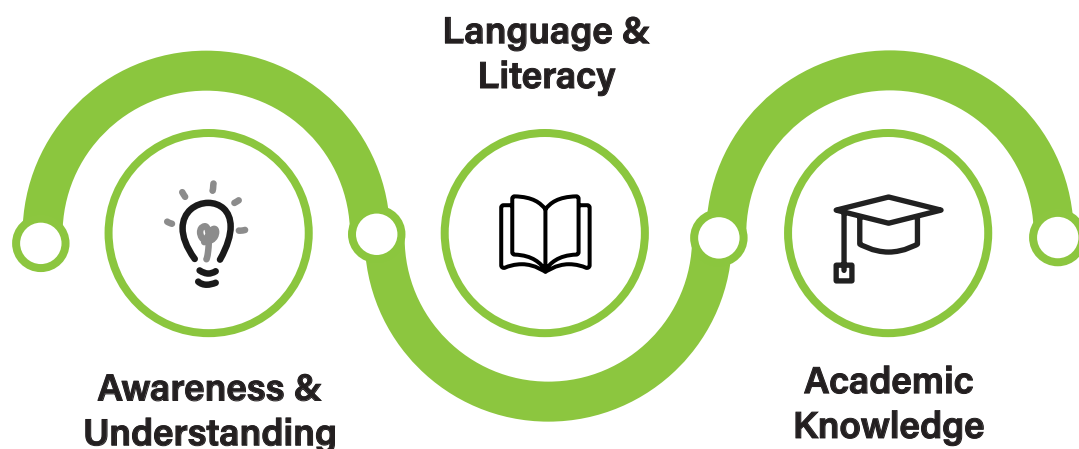 Language &
Literacy
Awareness &
Understanding
Academic
Knowledge